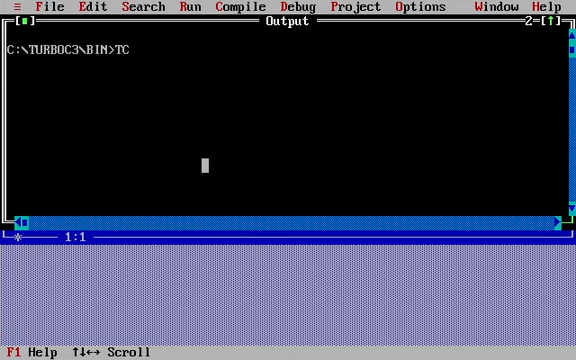 ≡ File Edit Search Run Compile Debug Project Options Window Help
[■] Output 2=[↑]
C:\TURBOC3\BIN>TC
* 1:1
F1 Help ↑↓↔ Scroll